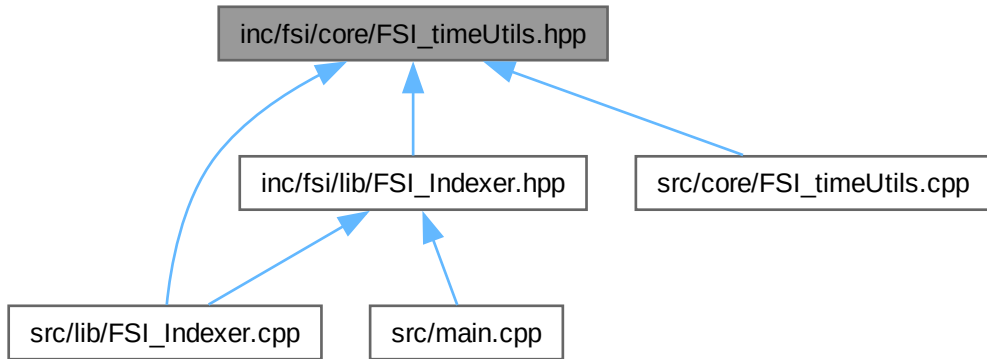 inc/fsi/core/FSI_timeUtils.hpp
inc/fsi/lib/FSI_Indexer.hpp
src/core/FSI_timeUtils.cpp
src/lib/FSI_Indexer.cpp
src/main.cpp